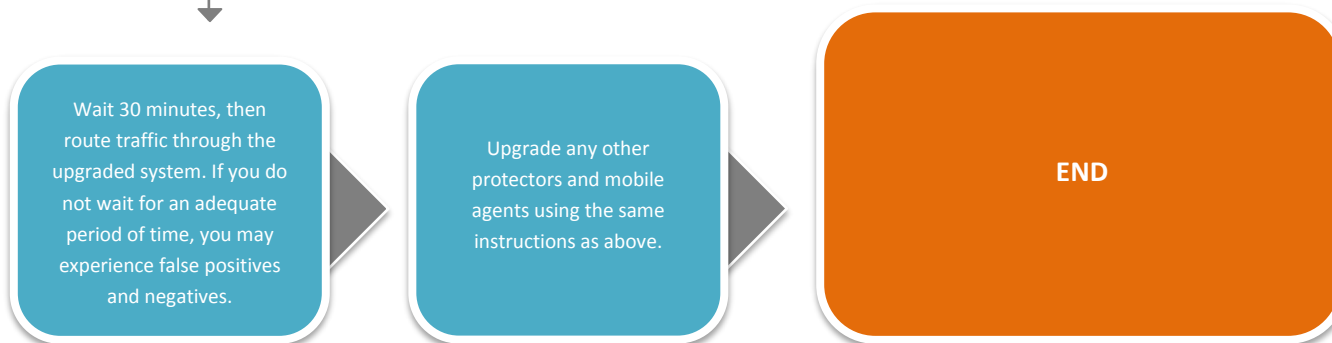 Wait 30 minutes, then
route traffic through the
upgraded system. If you do
not wait for an adequate
period of time, you may
experience false positives
and negatives.
Upgrade any other
protectors and mobile
agents using the same
instructions as above.
END